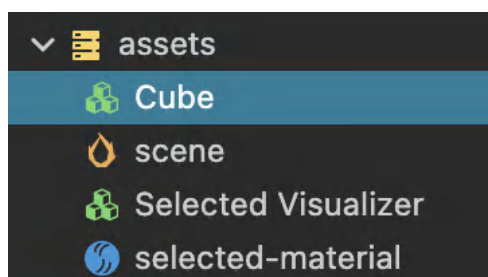 assets
Cube
scene
Selected Visualizer
selected-material